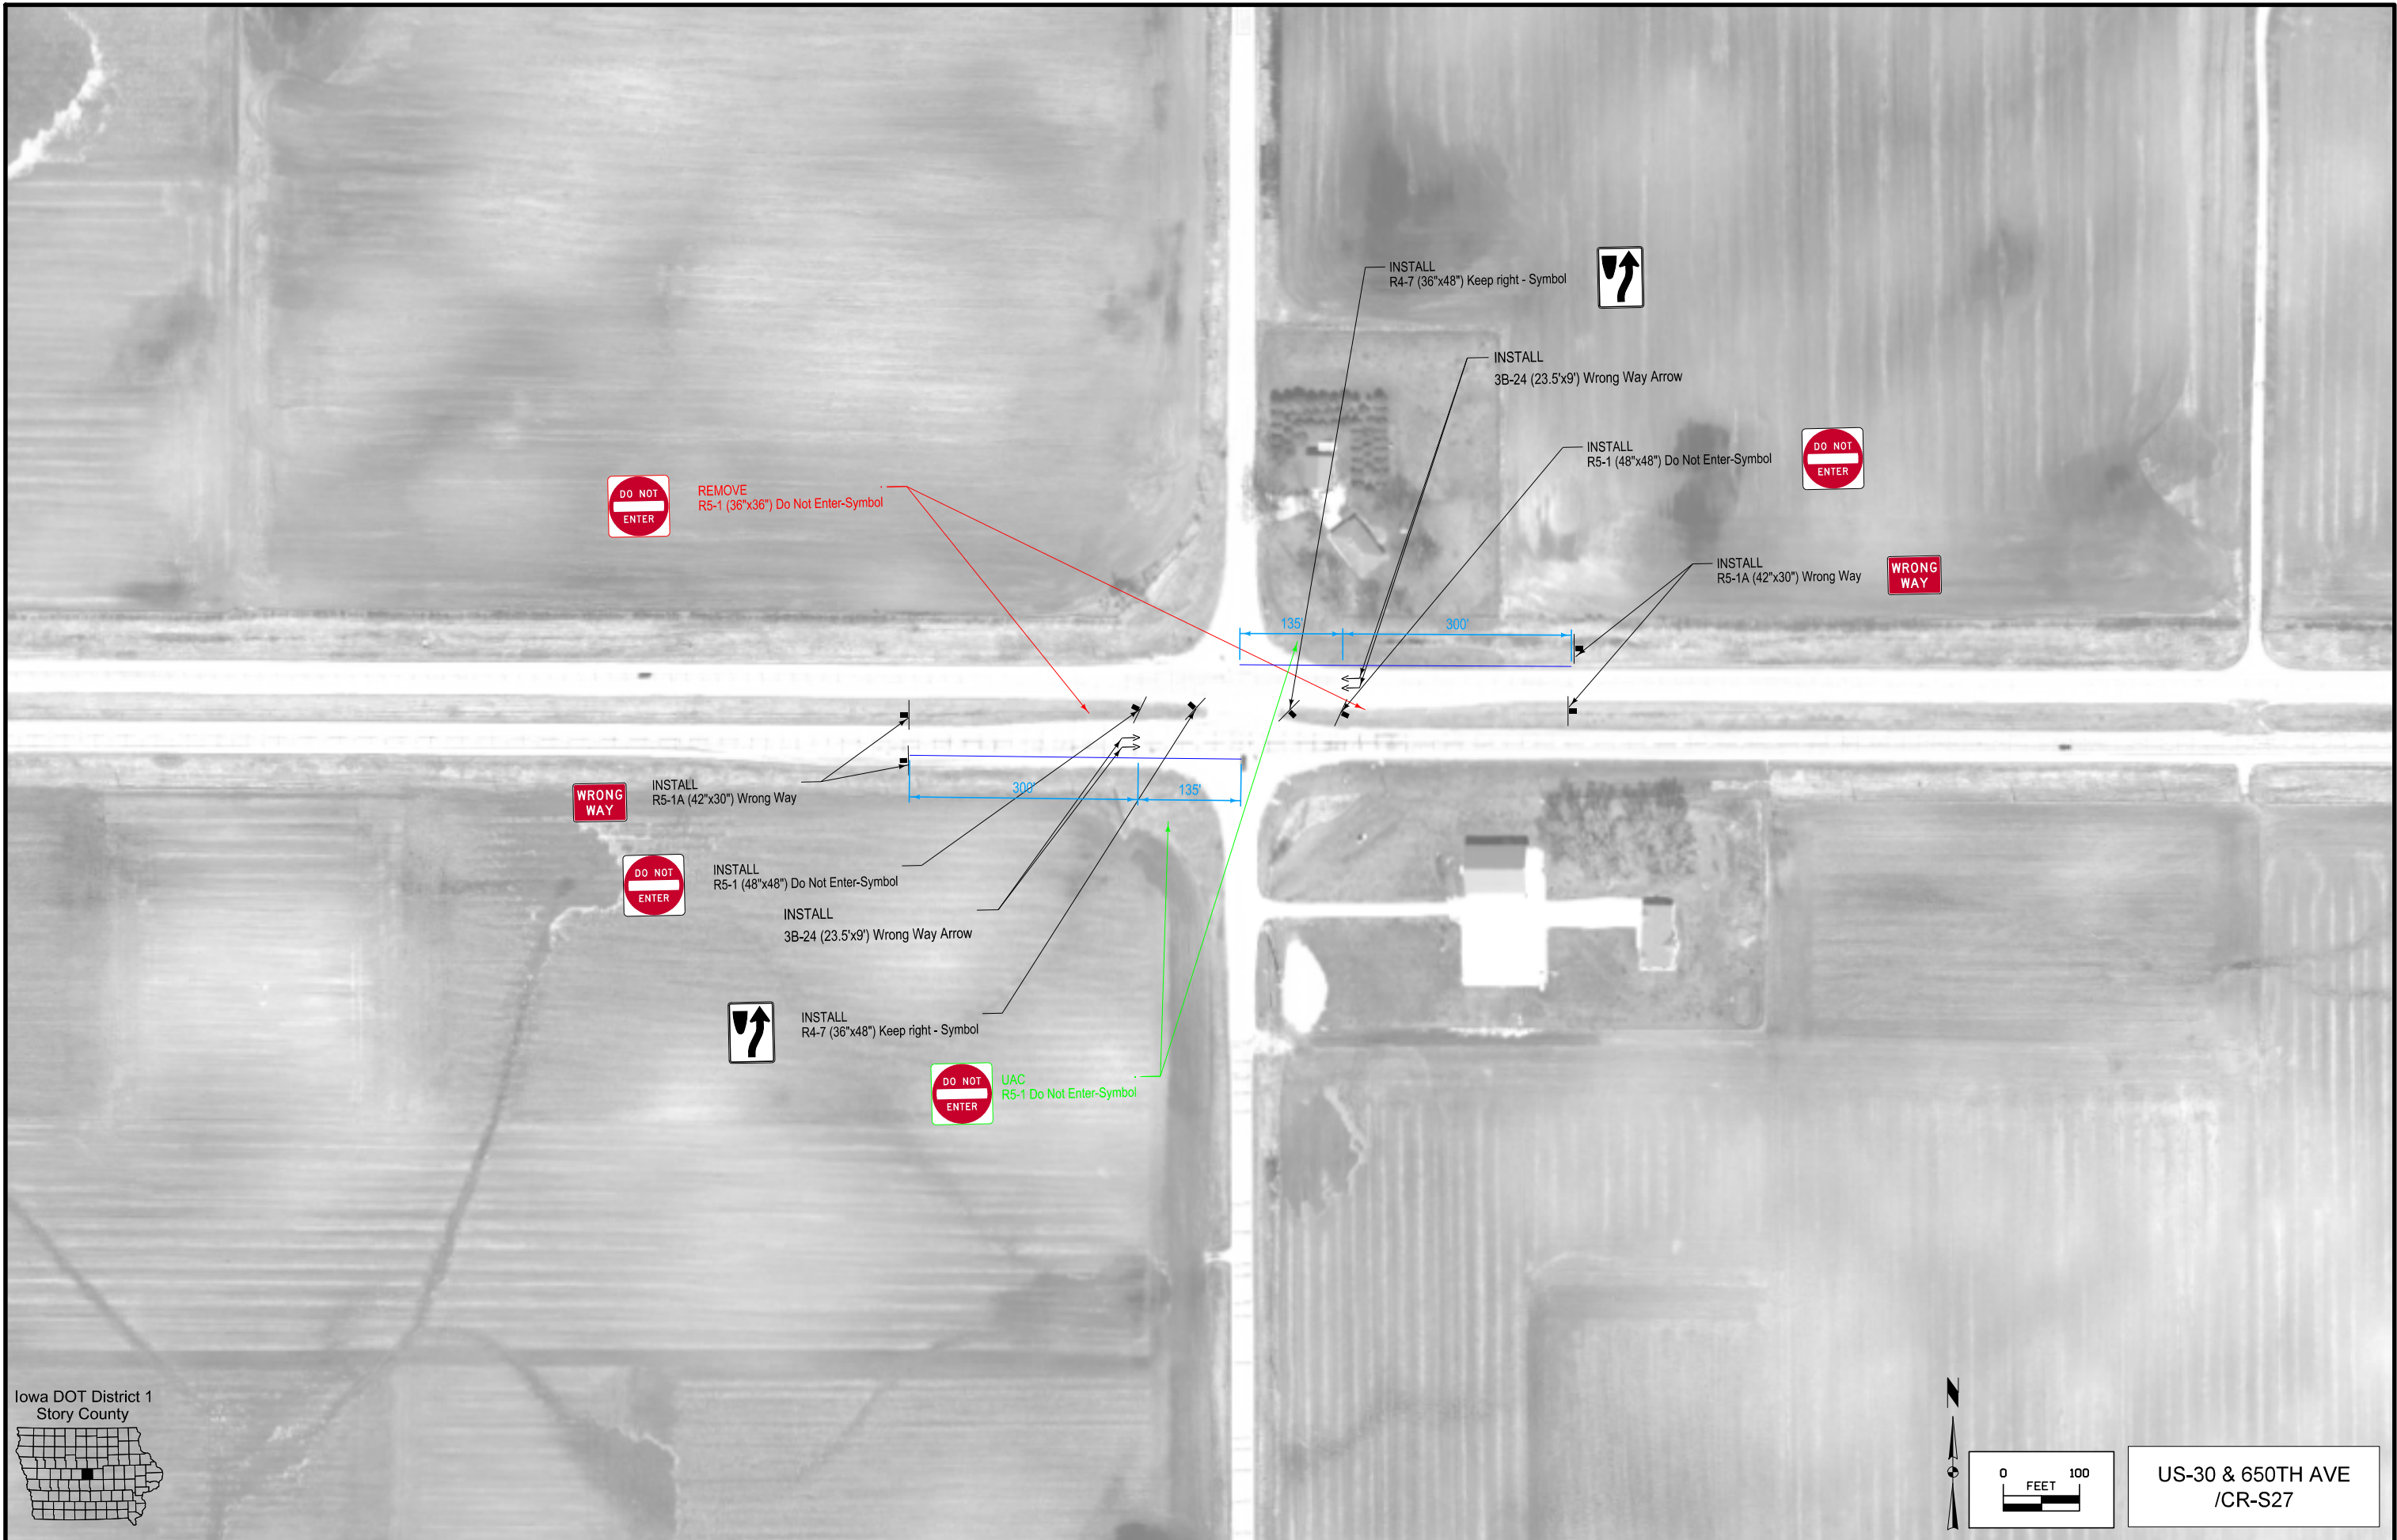 INSTALL
R4-7 (36"x48") Keep right - Symbol
INSTALL
3B-24 (23.5'x9') Wrong Way Arrow
INSTALL
R5-1 (48"x48") Do Not Enter-Symbol
DO NOT
ENTER
DO NOT
ENTER
REMOVE
R5-1 (36"x36") Do Not Enter-Symbol
INSTALL
R5-1A (42"x30") Wrong Way
WRONG
WAY
135'
300'
WRONG
WAY
INSTALL
R5-1A (42"x30") Wrong Way
300'
135'
DO NOT
ENTER
INSTALL
R5-1 (48"x48") Do Not Enter-Symbol
INSTALL
3B-24 (23.5'x9') Wrong Way Arrow
INSTALL
R4-7 (36"x48") Keep right - Symbol
DO NOT
ENTER
UAC
R5-1 Do Not Enter-Symbol
Iowa DOT District 1
Story County
N
0 100
FEET
US-30 & 650TH AVE
/CR-S27